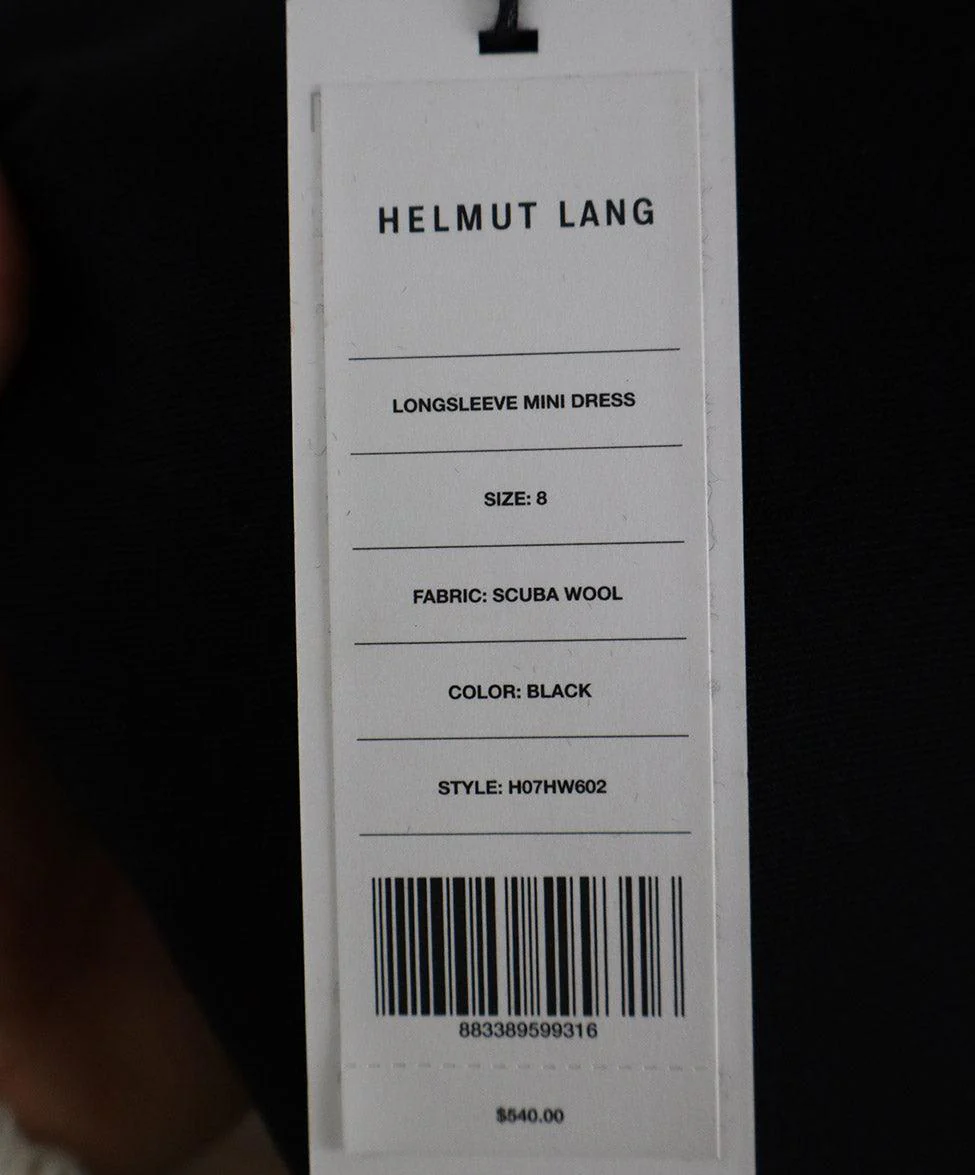 HELMUT LANG
LONGSLEEVE MINI DRESS
SIZE: 8
FABRIC: SCUBA WOOL
COLOR: BLACK
STYLE: H07HW602
883389599316
$540.00